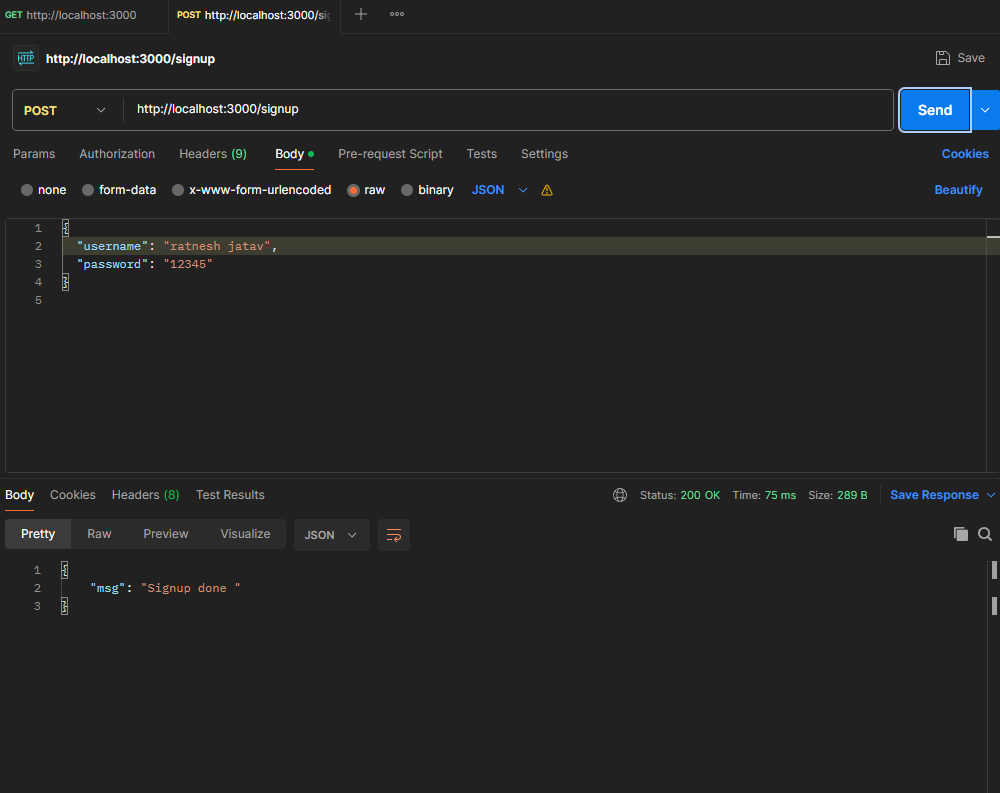 GET http://localhost:3000 POST http://localhost:3000/si
HTTP http://localhost:3000/signup Save
POST http://localhost:3000/signup Send
Params Authorization Headers (9) Body Pre-request Script Tests Settings Cookies
none form-data x-www-form-urlencoded raw binary JSON Beautify
1 {
2 "username": "ratnesh jatav",
3 "password": "12345"
4 }
5
Body Cookies Headers (8) Test Results Status: 200 OK Time: 75 ms Size: 289 B Save Response
Pretty Raw Preview Visualize JSON
1 {
2 "msg": "Signup done "
3 }